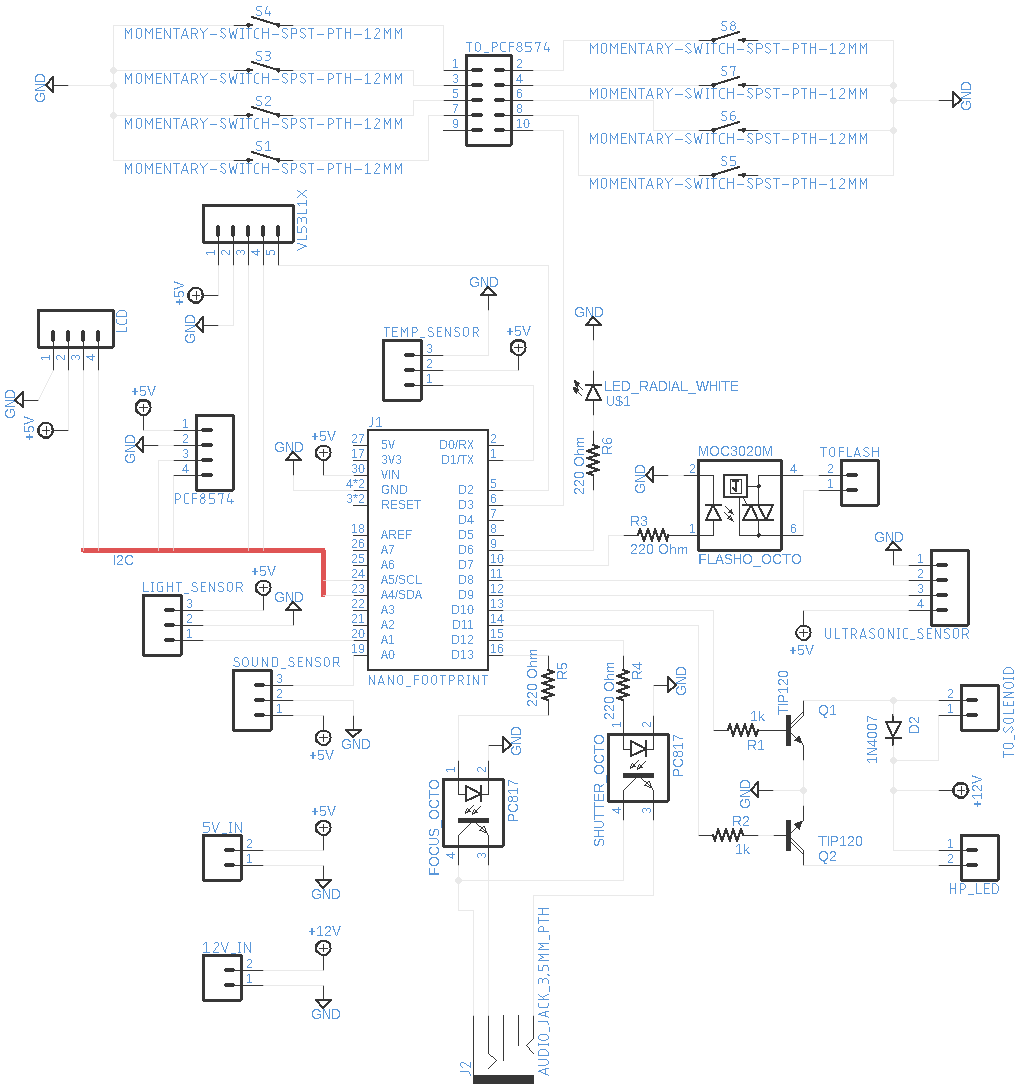 S4
MOMENTARY-SWITCH-SPST-PTH-12MM
S3
MOMENTARY-SWITCH-SPST-PTH-12MM
S2
MOMENTARY-SWITCH-SPST-PTH-12MM
S1
MOMENTARY-SWITCH-SPST-PTH-12MM
GND
TO_PCF8574
1 2
3 4
5 6
7 8
9 10
S8
MOMENTARY-SWITCH-SPST-PTH-12MM
S7
MOMENTARY-SWITCH-SPST-PTH-12MM
S6
MOMENTARY-SWITCH-SPST-PTH-12MM
S5
MOMENTARY-SWITCH-SPST-PTH-12MM
GND
VL53L1X
1 2 3 4 5
+5V
GND
LCD
1 2 3 4
GND
+5V
+5V
GND
1
2
3
4
PCF8574
I2C
GND
TEMP_SENSOR
3
2
1
+5V
GND
LED_RADIAL_WHITE
U$1
R6
220 Ohm
GND
+5V
J1
27 5V D0/RX 2
17 3V3 D1/TX 1
30 VIN
4*2 GND D2 5
3*2 RESET D3 6
D4 7
18 AREF D5 8
26 A7 D6 9
25 A6 D7 10
24 A5/SCL D8 11
23 A4/SDA D9 12
22 A3 D10 13
21 A2 D11 14
20 A1 D12 15
19 A0 D13 16
NANO_FOOTPRINT
MOC3020M
GND
2 4
1 6
FLASHO_OCTO
R3
220 Ohm
TOFLASH
2
1
GND
1
2
3
4
+5V
ULTRASONIC_SENSOR
LIGHT_SENSOR
3
2
1
+5V
GND
SOUND_SENSOR
3
2
1
+5V
GND
220 Ohm
R5
220 Ohm
R4
GND
1 2
FOCUS_OCTO
PC817
4 3
GND
1 2
SHUTTER_OCTO
PC817
4 3
GND
1k
R1
TIP120
Q1
GND
R2
1k
TIP120
Q2
1N4007
D2
2
1
TO_SOLENOID
+12V
1
2
HP_LED
5V_IN
2
1
+5V
GND
12V_IN
2
1
+12V
GND
J2
AUDIO_JACK_3,5MM_PTH